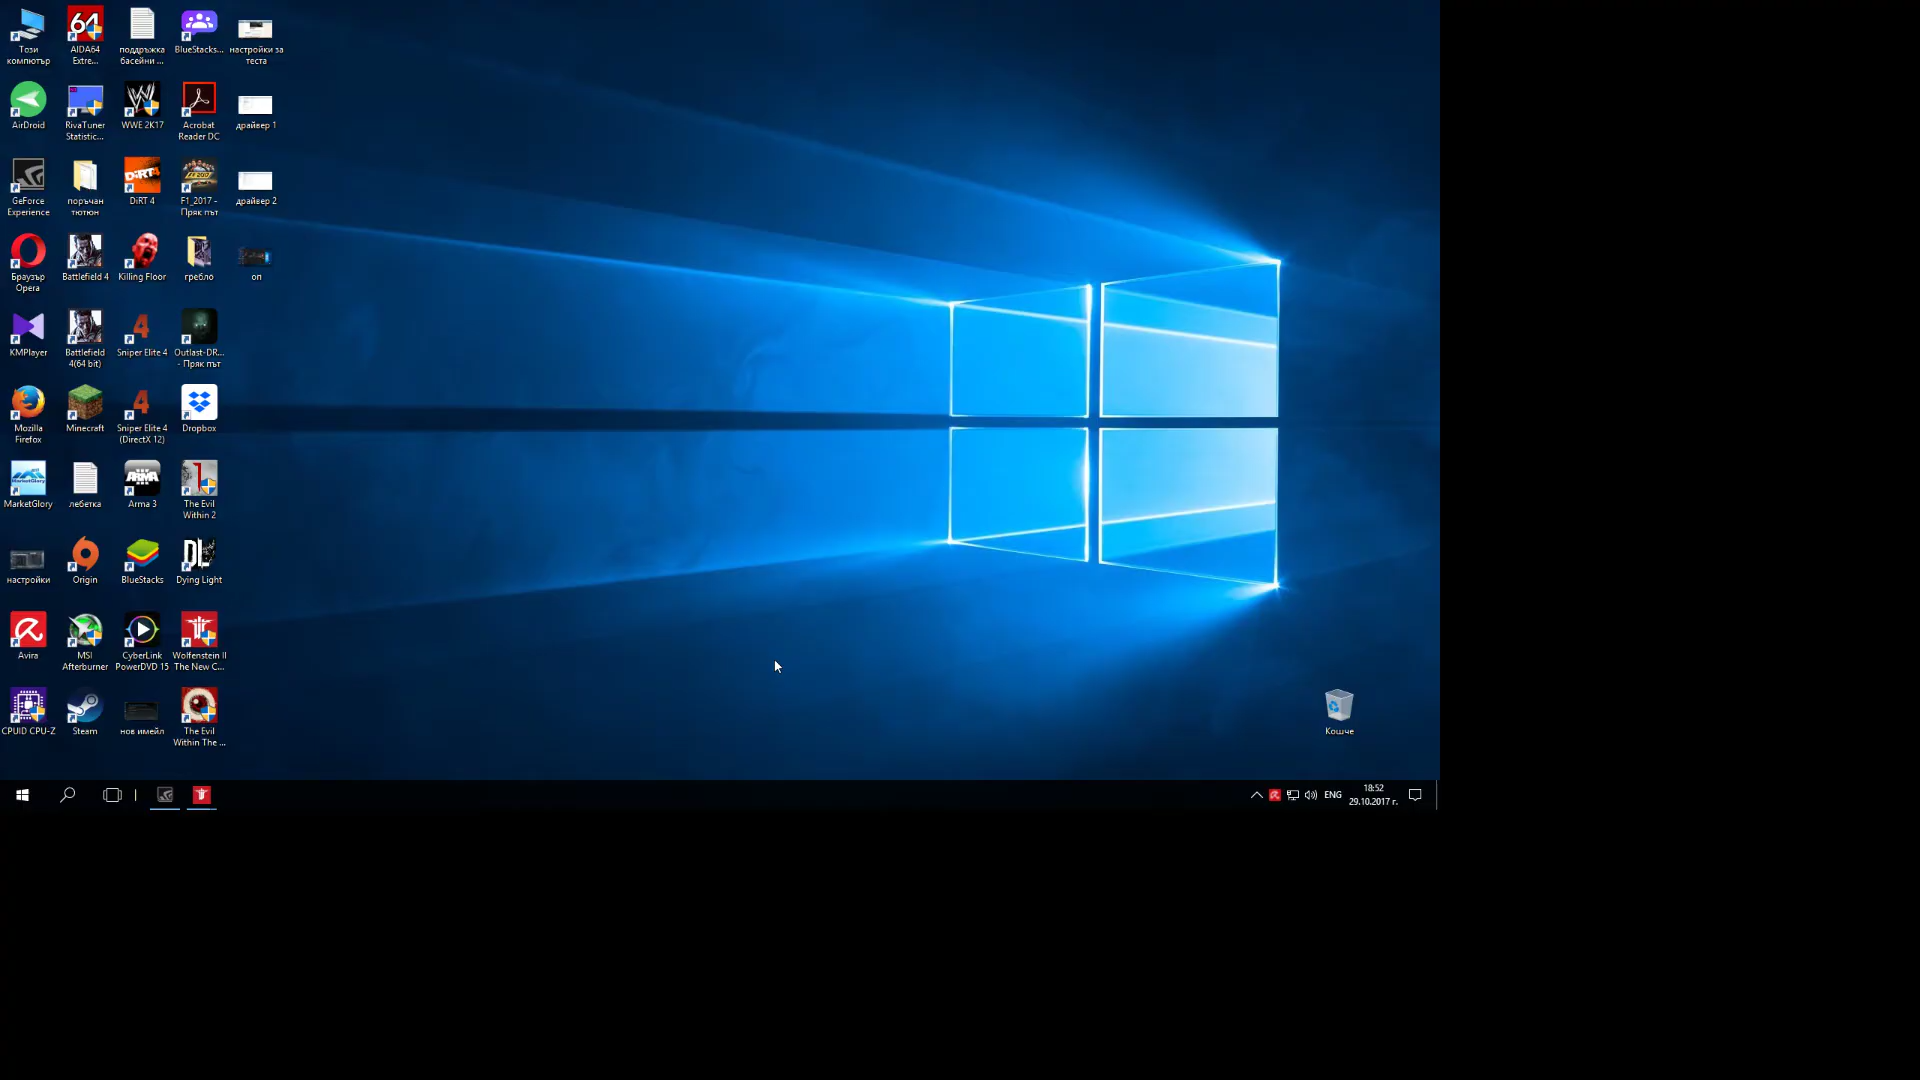 Този
компютър
AIDA64
Extre...
поддръжка
басейни ...
BlueStacks...
настройки за
теста
AirDroid
RivaTuner
Statistic...
WWE 2K17
Acrobat
Reader DC
драйвер 1
GeForce
Experience
поръчан
тютюн
DiRT 4
F1_2017 -
Пряк път
драйвер 2
Браузър
Opera
Battlefield 4
Killing Floor
гребло
оп
KMPlayer
Battlefield
4(64 bit)
Sniper Elite 4
Outlast-DR...
- Пряк път
Mozilla
Firefox
Minecraft
Sniper Elite 4
(DirectX 12)
Dropbox
MarketGlory
лебетка
Arma 3
The Evil
Within 2
настройки
Origin
BlueStacks
Dying Light
Avira
MSI
Afterburner
CyberLink
PowerDVD 15
Wolfenstein II
The New C...
CPUID CPU-Z
Steam
нов имейл
The Evil
Within The ...
Кошче
ENG
18:52
29.10.2017 г.